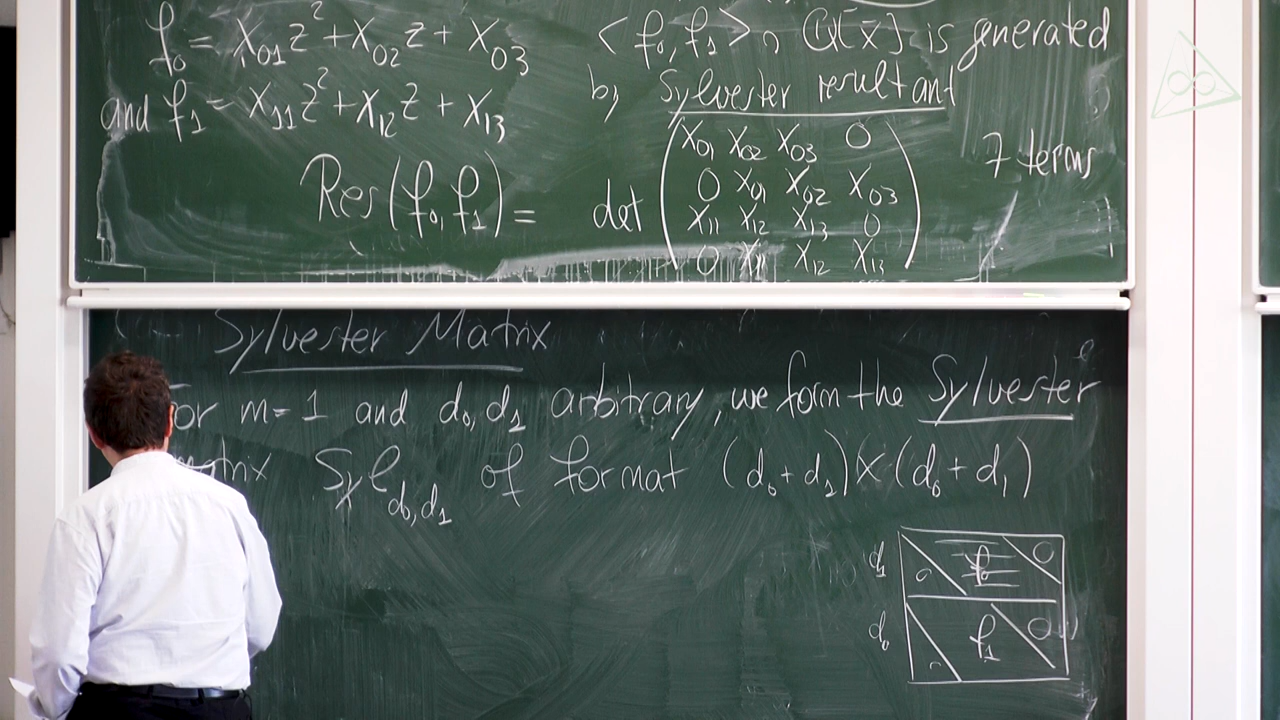 f₀ = x₀₁z² + x₀₂z + x₀₃
and f₁ = x₁₁z² + x₁₂z + x₁₃
<f₀,f₁> ∩ Q[x] is generated
by Sylvester resultant
Res(f₀,f₁) = det
x₀₁ x₀₂ x₀₃ 0
0 x₀₁ x₀₂ x₀₃
x₁₁ x₁₂ x₁₃ 0
0 x₁₁ x₁₂ x₁₃
7 terms
Sylvester Matrix
For m=1 and d₀,d₁ arbitrary, we form the Sylvester
matrix Syl d₀,d₁ of format (d₀+d₁)×(d₀+d₁)
d₁ 0 f₀ 0
d₀ 0 f₁ 0